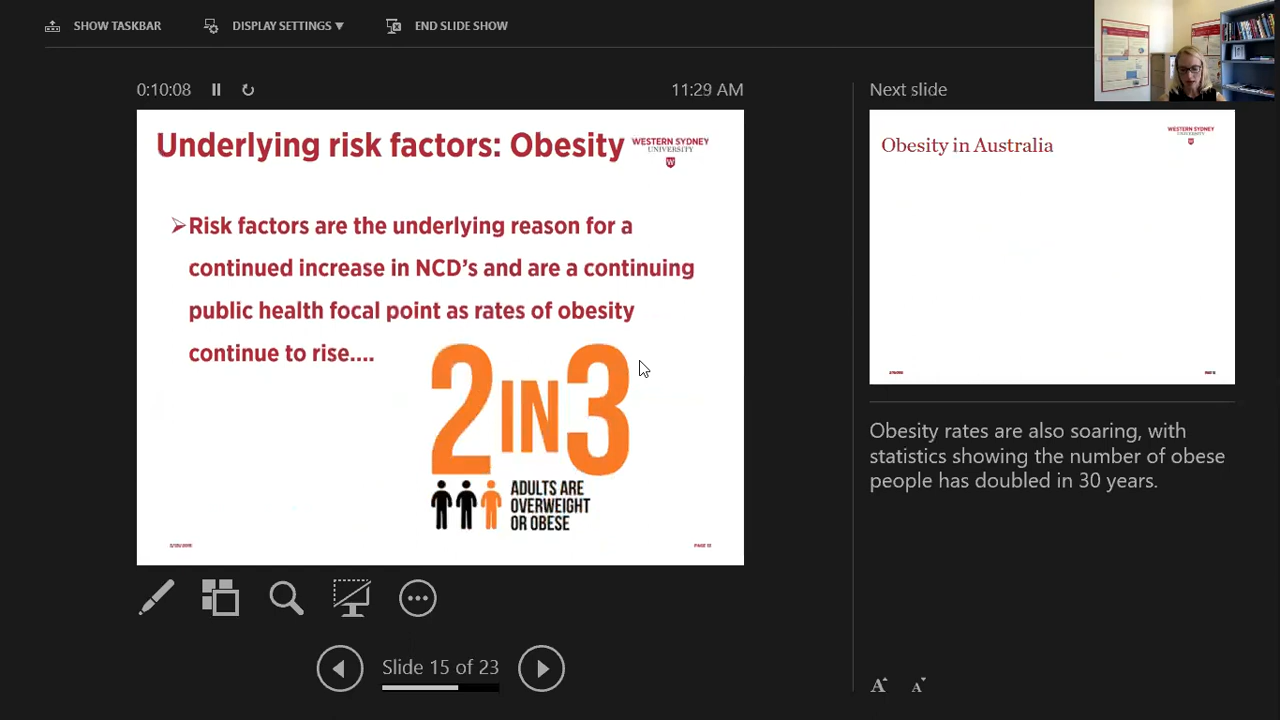 SHOW TASKBAR
DISPLAY SETTINGS ▼
END SLIDE SHOW
0:10:08
11:29 AM
Underlying risk factors: Obesity
WESTERN SYDNEY
UNIVERSITY
W
➢Risk factors are the underlying reason for a
continued increase in NCD's and are a continuing
public health focal point as rates of obesity
continue to rise....
2 IN 3
ADULTS ARE
OVERWEIGHT
OR OBESE
Slide 15 of 23
Next slide
Obesity in Australia
WESTERN SYDNEY
UNIVERSITY
Obesity rates are also soaring, with
statistics showing the number of obese
people has doubled in 30 years.
A
A